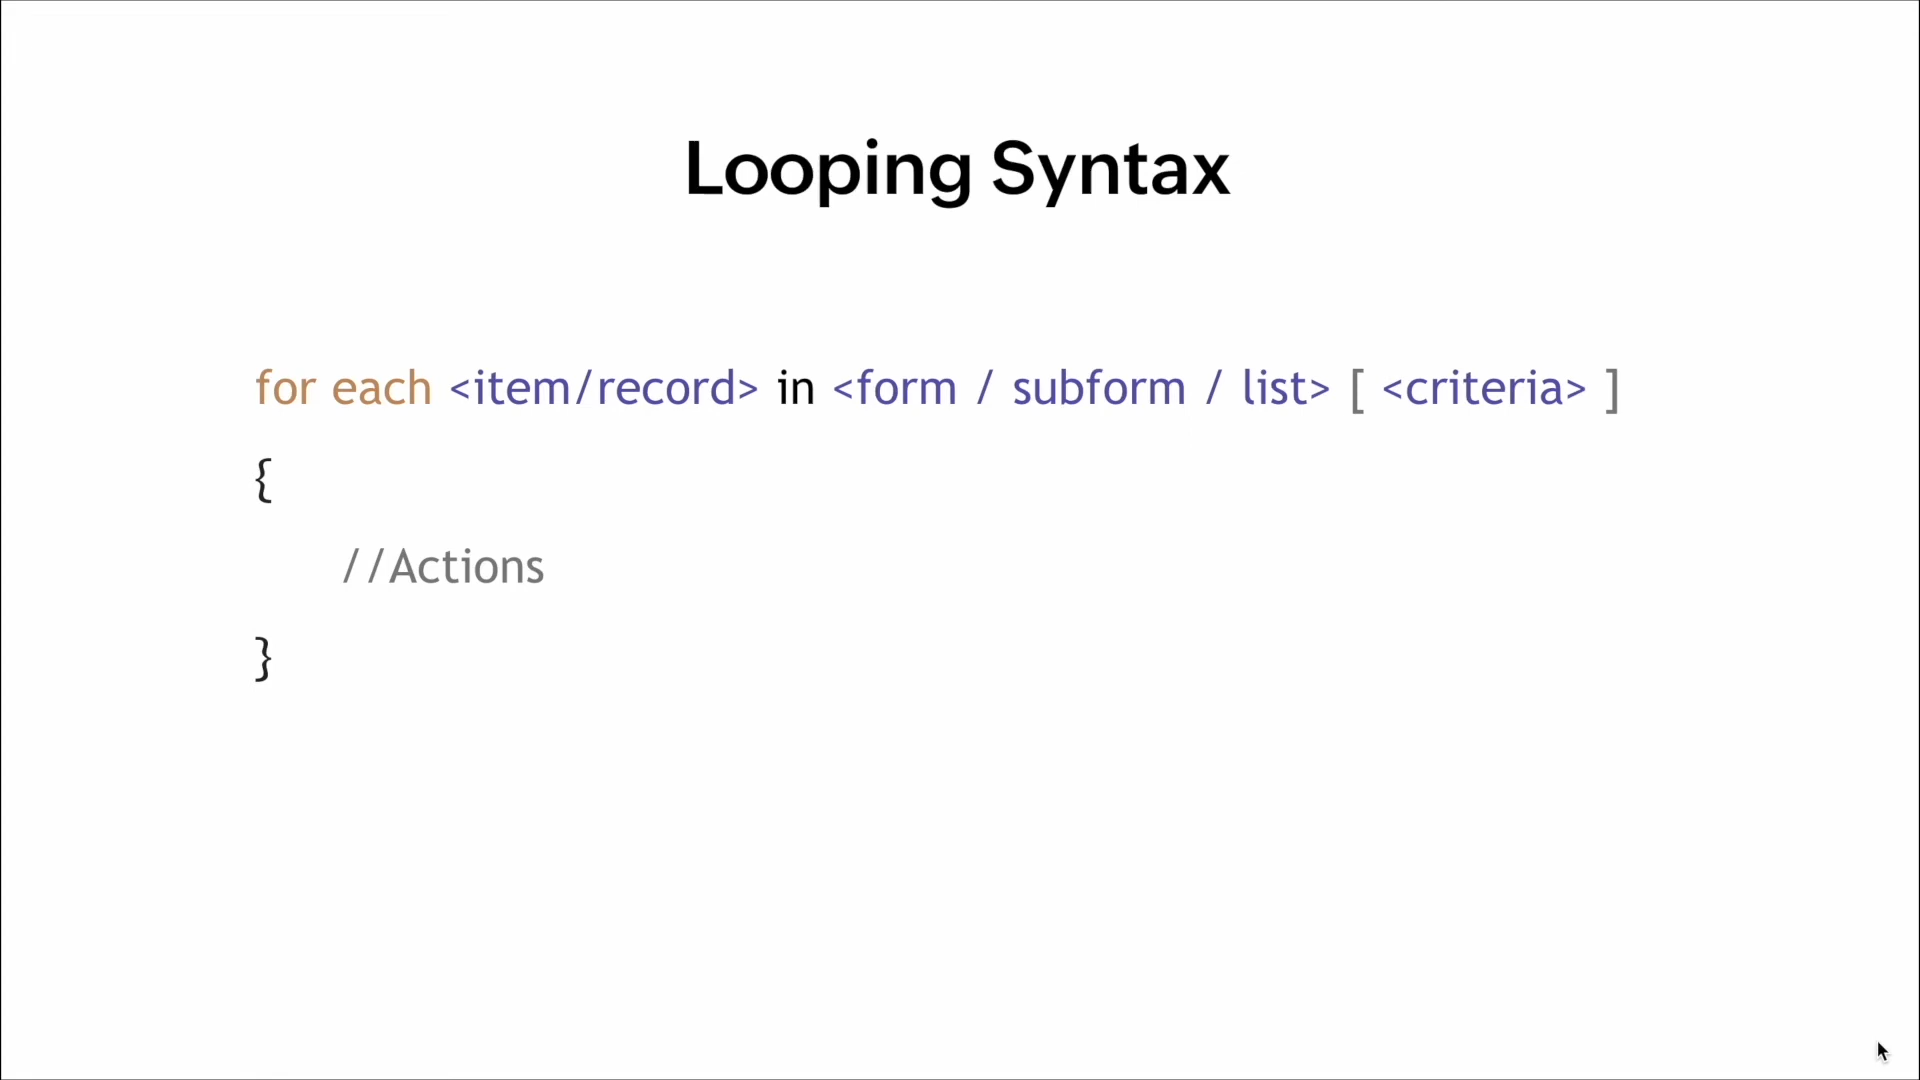 Looping Syntax
for each <item/record> in <form / subform / list> [ <criteria> ]
{
//Actions
}